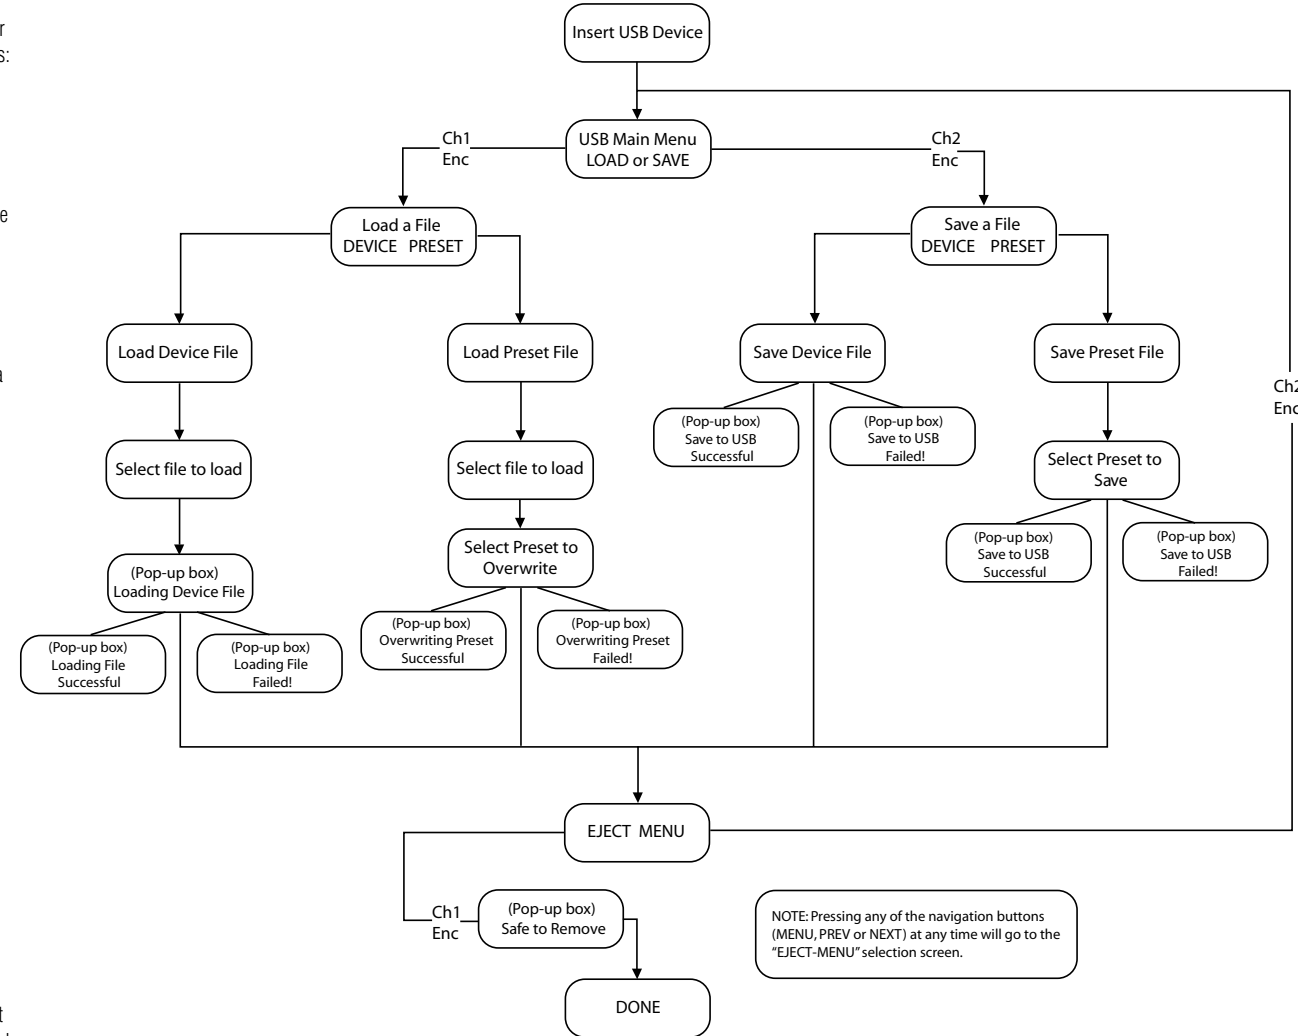 r
s:
e
a
t
Insert USB Device
Ch1
Enc
USB Main Menu
LOAD or SAVE
Ch2
Enc
Load a File
DEVICE PRESET
Save a File
DEVICE PRESET
Load Device File
Load Preset File
Save Device File
Save Preset File
Ch2
Enc
(Pop-up box)
Save to USB
Successful
(Pop-up box)
Save to USB
Failed!
Select file to load
Select file to load
Select Preset to
Save
(Pop-up box)
Save to USB
Successful
(Pop-up box)
Save to USB
Failed!
(Pop-up box)
Loading Device File
Select Preset to
Overwrite
(Pop-up box)
Loading File
Successful
(Pop-up box)
Loading File
Failed!
(Pop-up box)
Overwriting Preset
Successful
(Pop-up box)
Overwriting Preset
Failed!
EJECT MENU
Ch1
Enc
(Pop-up box)
Safe to Remove
NOTE: Pressing any of the navigation buttons
(MENU, PREV or NEXT) at any time will go to the
“EJECT-MENU” selection screen.
DONE